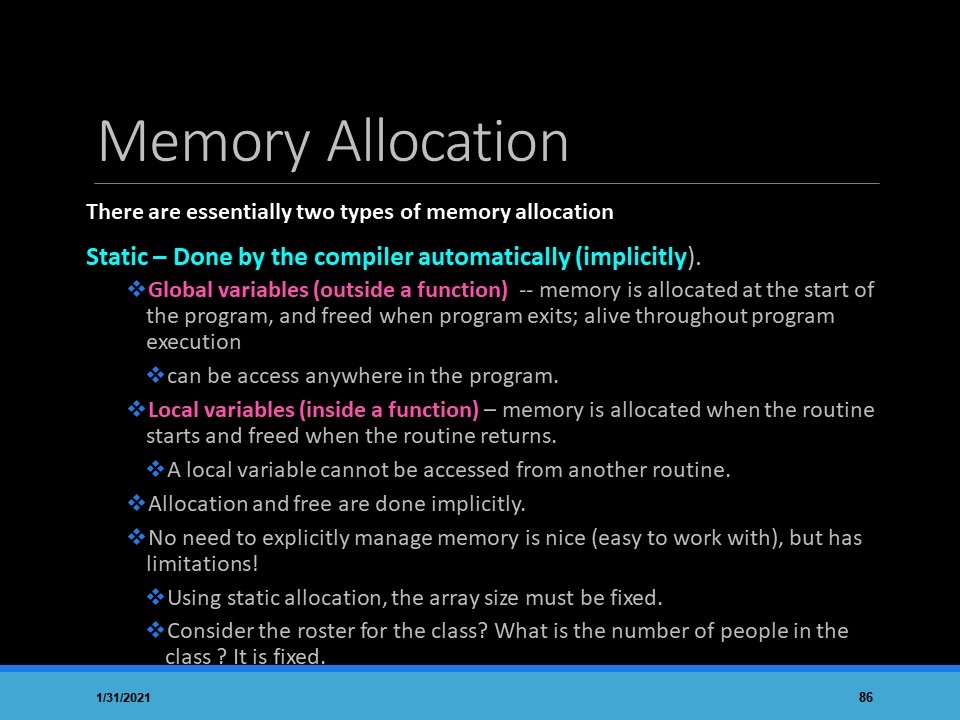 Memory Allocation
There are essentially two types of memory allocation
Static – Done by the compiler automatically (implicitly).
❖Global variables (outside a function)  -- memory is allocated at the start of
the program, and freed when program exits; alive throughout program
execution
❖can be access anywhere in the program.
❖Local variables (inside a function) – memory is allocated when the routine
starts and freed when the routine returns.
❖A local variable cannot be accessed from another routine.
❖Allocation and free are done implicitly.
❖No need to explicitly manage memory is nice (easy to work with), but has
limitations!
❖Using static allocation, the array size must be fixed.
❖Consider the roster for the class? What is the number of people in the
class ? It is fixed.
1/31/2021
86